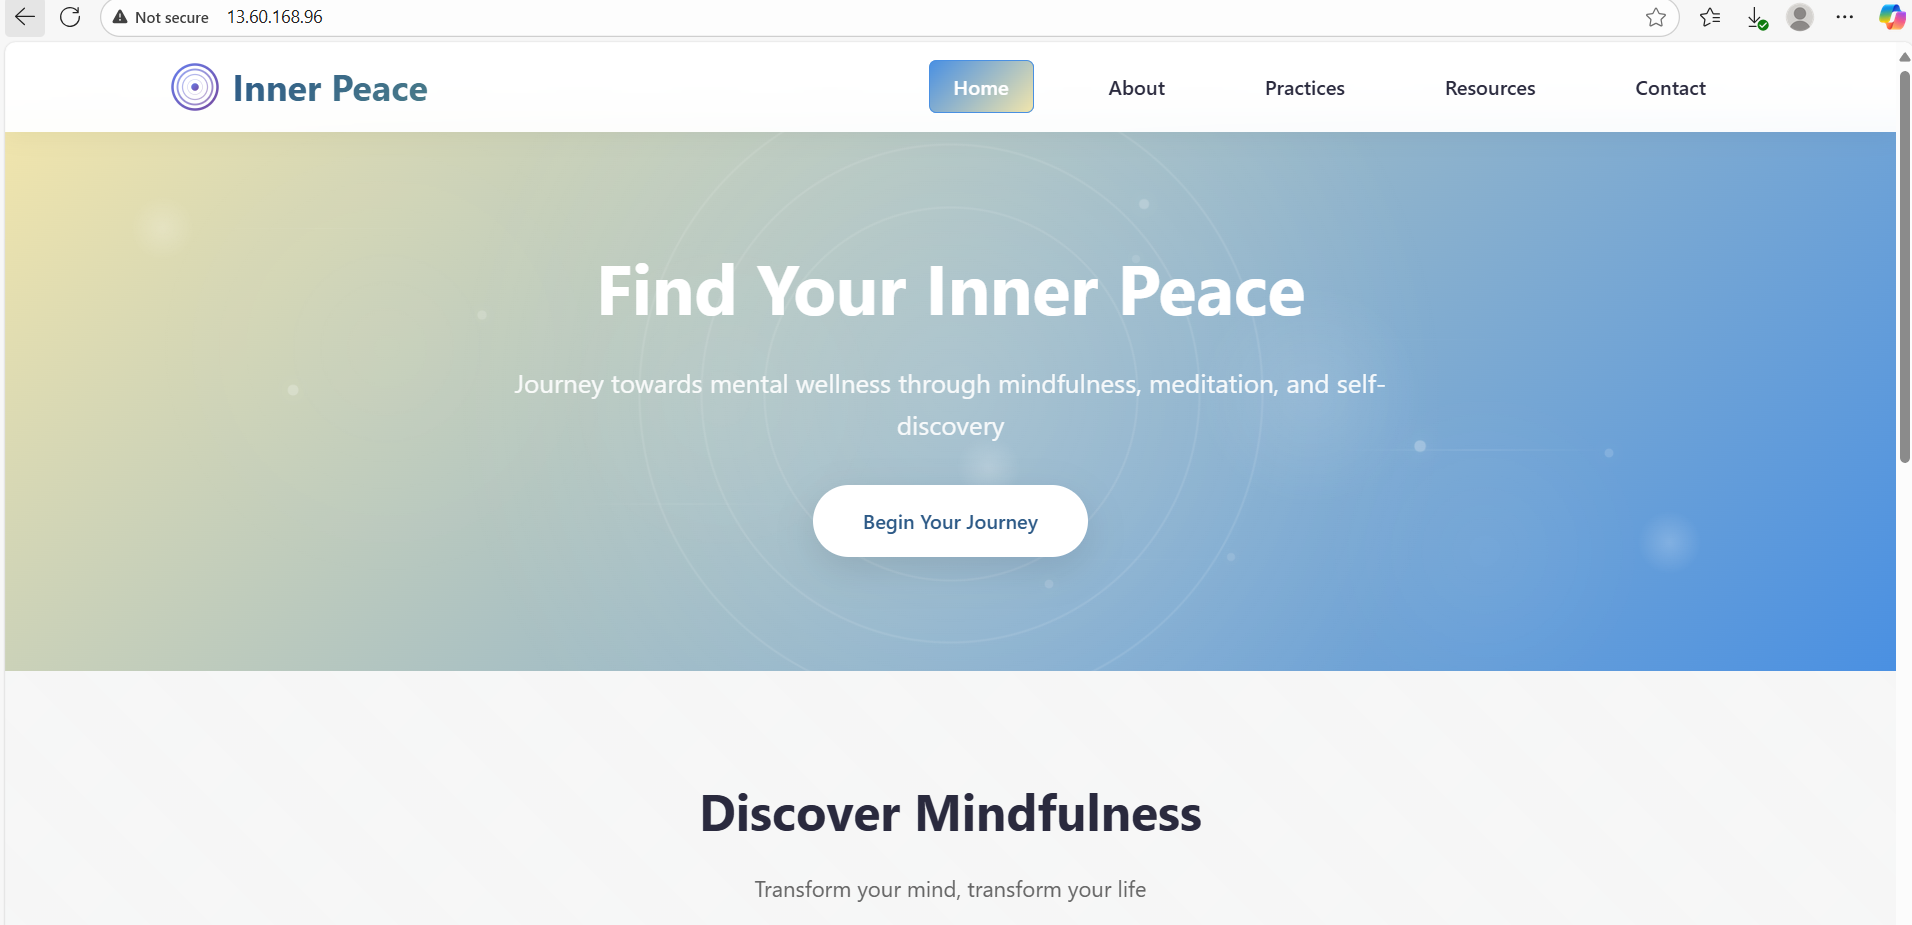 Not secure 13.60.168.96
Inner Peace
Home About Practices Resources Contact
Find Your Inner Peace
Journey towards mental wellness through mindfulness, meditation, and self-
discovery
Begin Your Journey
Discover Mindfulness
Transform your mind, transform your life